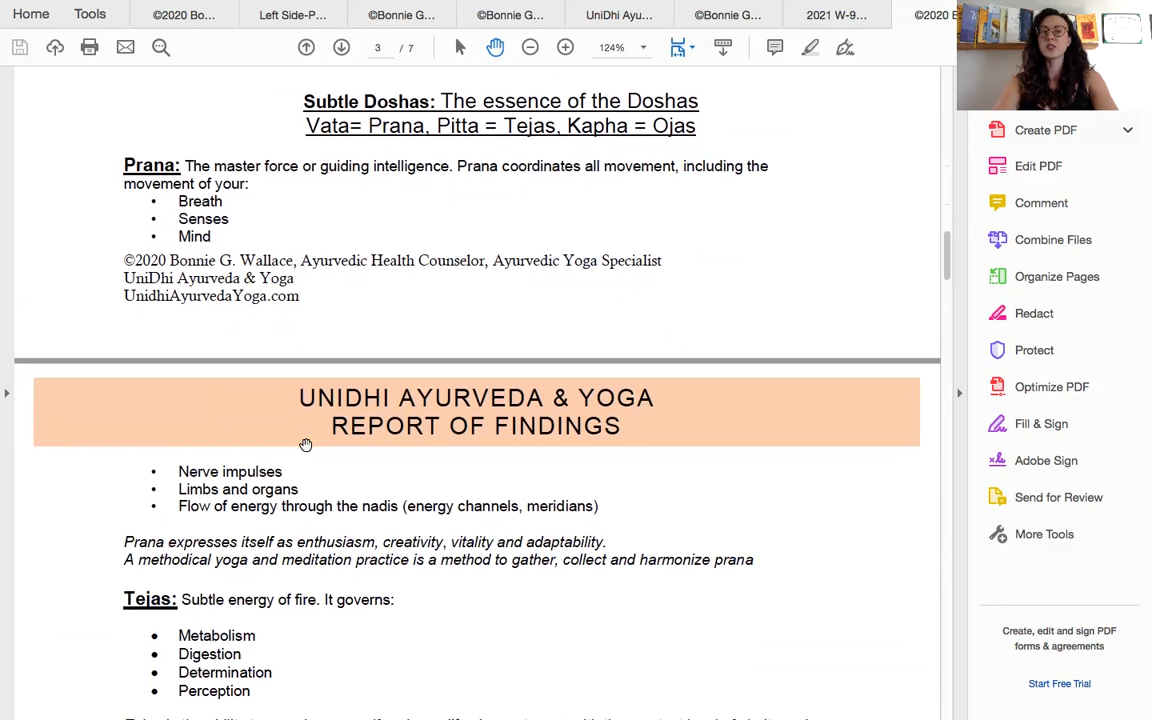 Home
Tools
©2020 Bo...
Left Side-P...
©Bonnie G...
©Bonnie G...
UniDhi Ayu...
©Bonnie G...
2021 W-9...
©2020 B
3 / 7
124%
Subtle Doshas: The essence of the Doshas
Vata= Prana, Pitta = Tejas, Kapha = Ojas
Prana: The master force or guiding intelligence. Prana coordinates all movement, including the
movement of your:
• Breath
• Senses
• Mind
©2020 Bonnie G. Wallace, Ayurvedic Health Counselor, Ayurvedic Yoga Specialist
UniDhi Ayurveda & Yoga
UnidhiAyurvedaYoga.com
UNIDHI AYURVEDA & YOGA
REPORT OF FINDINGS
• Nerve impulses
• Limbs and organs
• Flow of energy through the nadis (energy channels, meridians)
Prana expresses itself as enthusiasm, creativity, vitality and adaptability.
A methodical yoga and meditation practice is a method to gather, collect and harmonize prana
Tejas: Subtle energy of fire. It governs:
• Metabolism
• Digestion
• Determination
• Perception
Create PDF
Edit PDF
Comment
Combine Files
Organize Pages
Redact
Protect
Optimize PDF
Fill & Sign
Adobe Sign
Send for Review
More Tools
Create, edit and sign PDF
forms & agreements
Start Free Trial